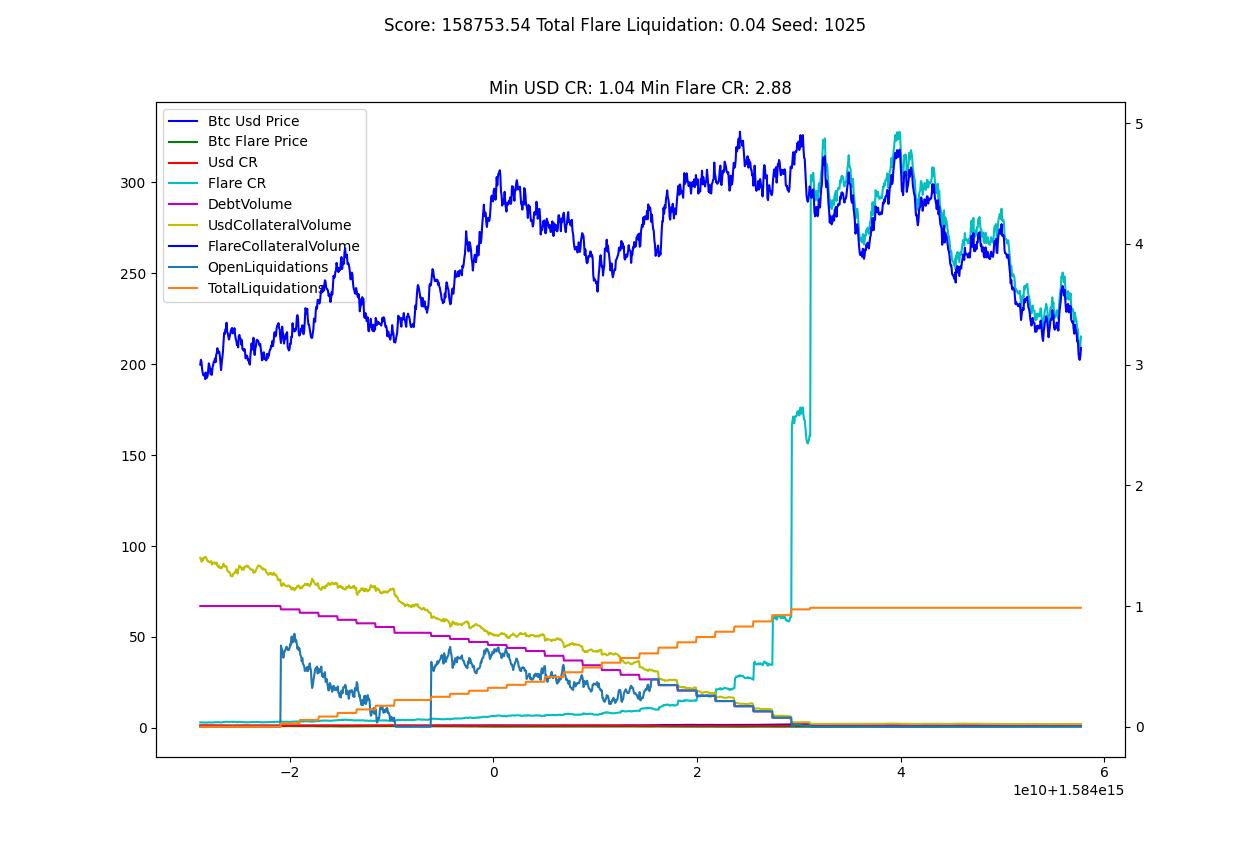 Score: 158753.54 Total Flare Liquidation: 0.04 Seed: 1025
Min USD CR: 1.04 Min Flare CR: 2.88
Btc Usd Price
Btc Flare Price
Usd CR
Flare CR
DebtVolume
UsdCollateralVolume
FlareCollateralVolume
OpenLiquidations
TotalLiquidations
300
250
200
150
100
50
0
5
4
3
2
1
0
−2
0
2
4
6
1e10+1.584e15